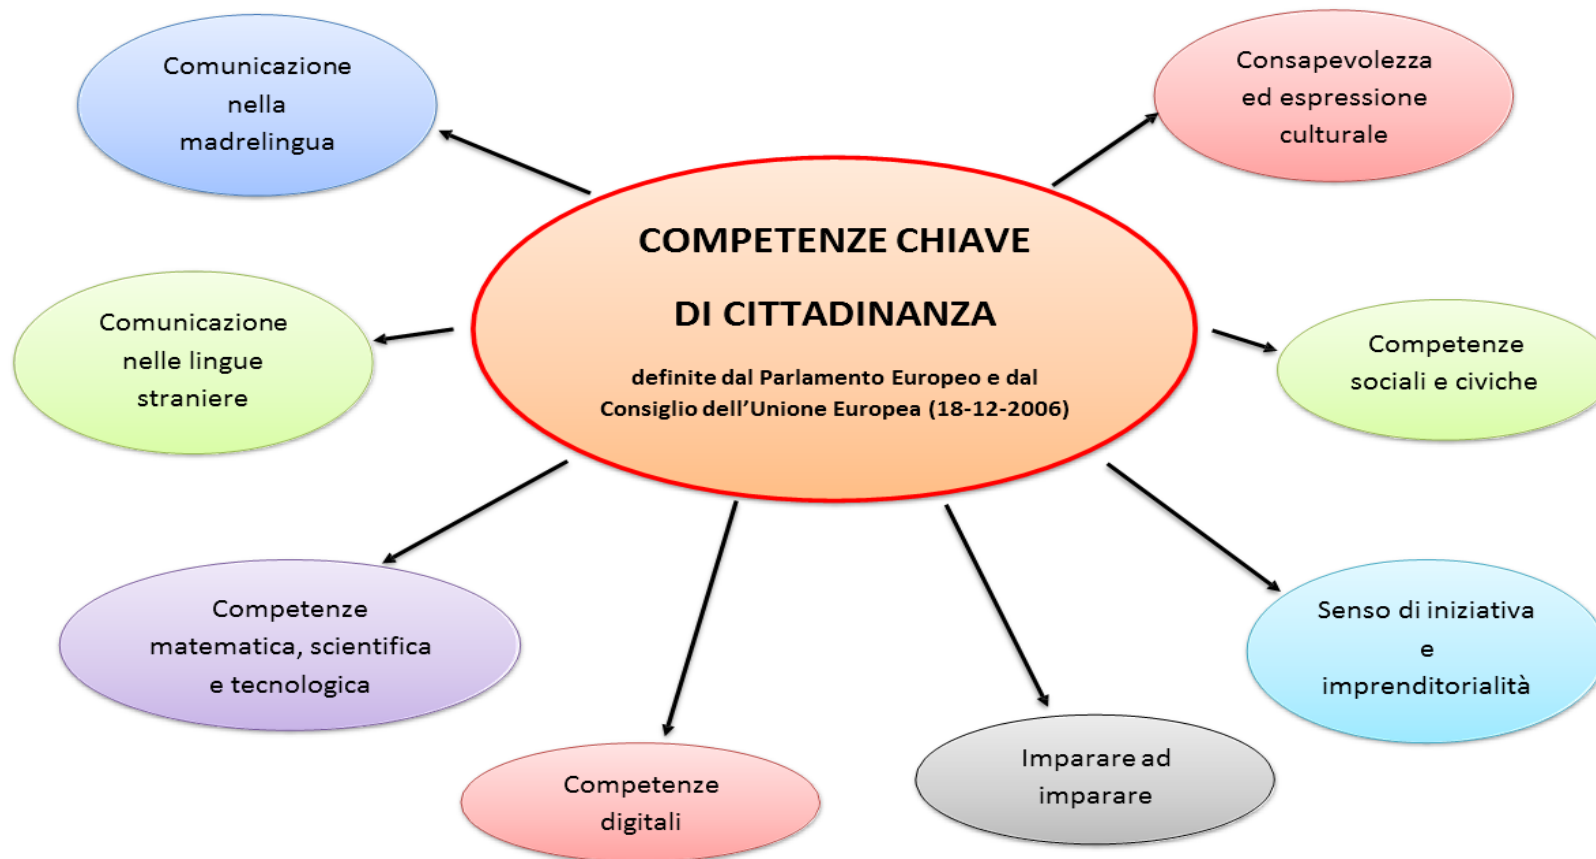 Comunicazione
nella
madrelingua
Consapevolezza
ed espressione
culturale
COMPETENZE CHIAVE
DI CITTADINANZA
definite dal Parlamento Europeo e dal
Consiglio dell’Unione Europea (18-12-2006)
Comunicazione
nelle lingue
straniere
Competenze
sociali e civiche
Competenze
matematica, scientifica
e tecnologica
Senso di iniziativa
e
imprenditorialità
Competenze
digitali
Imparare ad
imparare